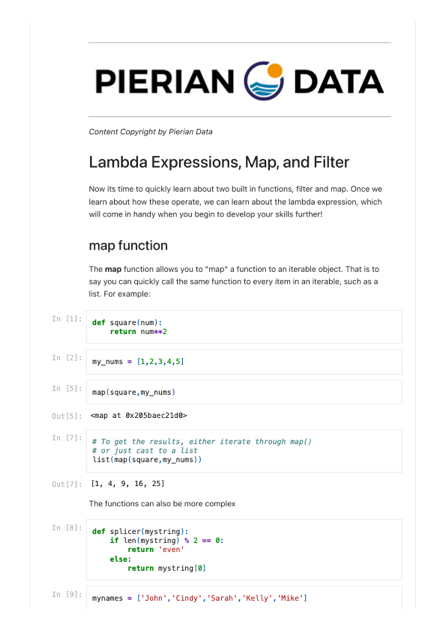 PIERIAN DATA
Content Copyright by Pierian Data
Lambda Expressions, Map, and Filter
Now its time to quickly learn about two built in functions, filter and map. Once we
learn about how these operate, we can learn about the lambda expression, which
will come in handy when you begin to develop your skills further!
map function
The map function allows you to "map" a function to an iterable object. That is to
say you can quickly call the same function to every item in an iterable, such as a
list. For example:
In [1]: def square(num):
    return num**2
In [2]: my_nums = [1,2,3,4,5]
In [5]: map(square,my_nums)
Out[5]: <map at 0x205baec21d0>
In [7]: # To get the results, either iterate through map()
# or just cast to a list
list(map(square,my_nums))
Out[7]: [1, 4, 9, 16, 25]
The functions can also be more complex
In [8]: def splicer(mystring):
    if len(mystring) % 2 == 0:
        return 'even'
    else:
        return mystring[0]
In [9]: mynames = ['John','Cindy','Sarah','Kelly','Mike']